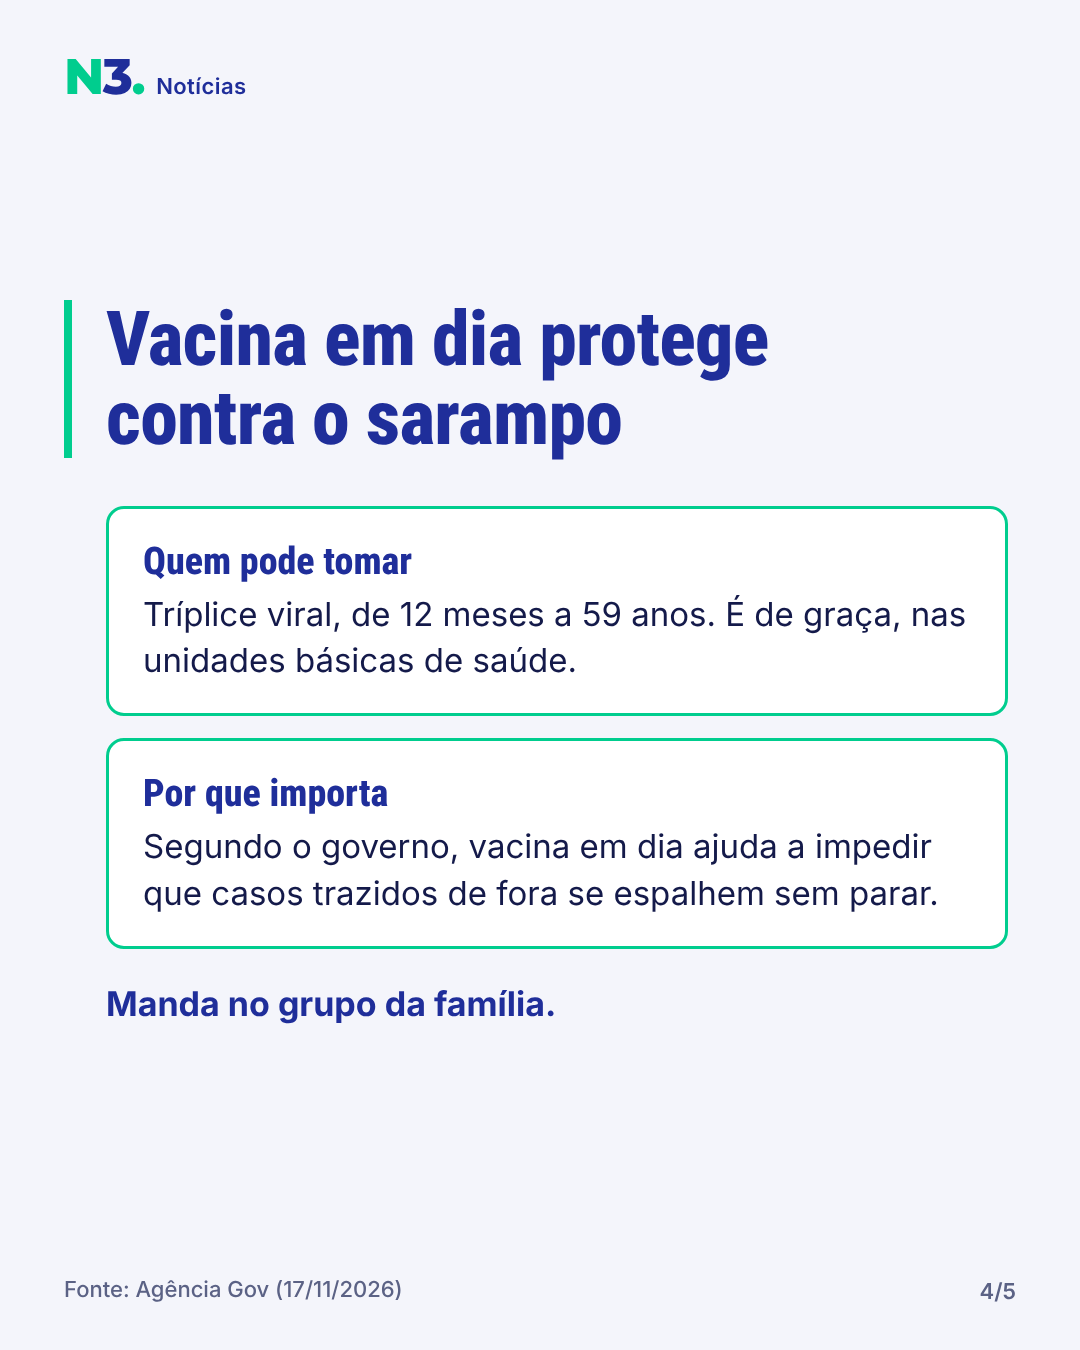 N3. Notícias
Vacina em dia protege
contra o sarampo
Quem pode tomar
Tríplice viral, de 12 meses a 59 anos. É de graça, nas
unidades básicas de saúde.
Por que importa
Segundo o governo, vacina em dia ajuda a impedir
que casos trazidos de fora se espalhem sem parar.
Manda no grupo da família.
Fonte: Agência Gov (17/11/2026)
4/5